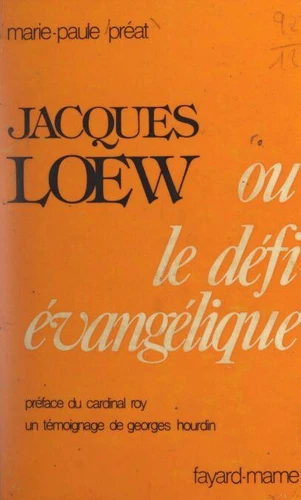 marie-paule préat
JACQUES
LOEW ou
le défi
évangélique
préface du cardinal roy
un témoignage de georges hourdin
fayard-mame